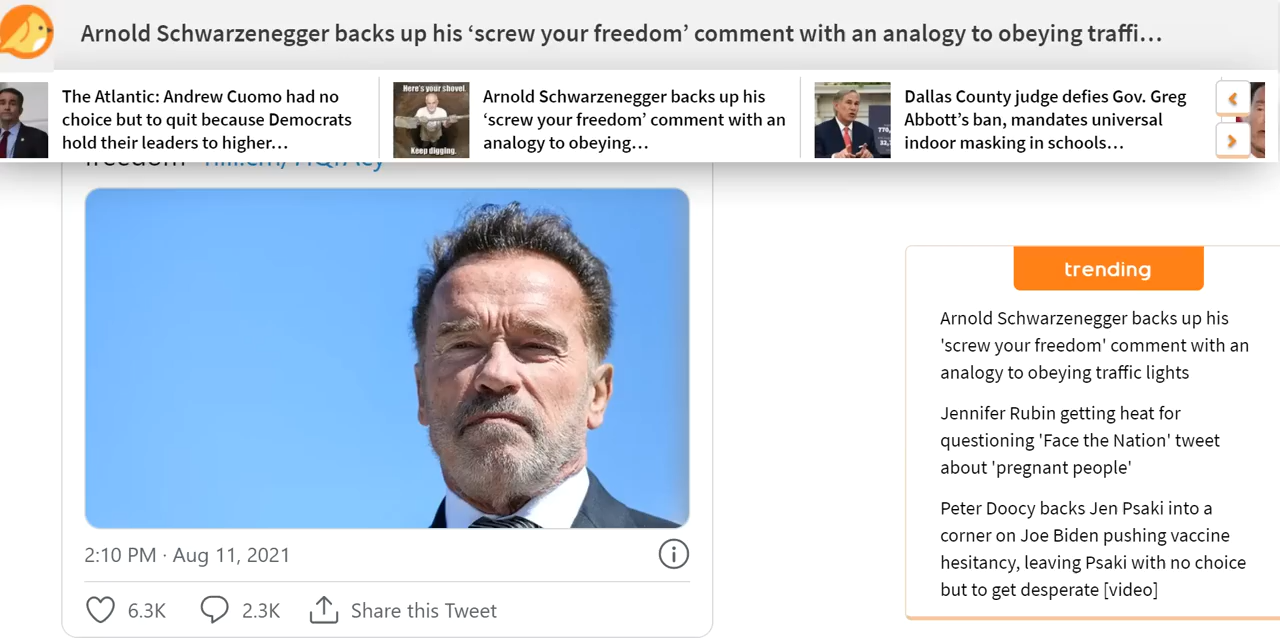 Arnold Schwarzenegger backs up his ‘screw your freedom’ comment with an analogy to obeying traffi…
The Atlantic: Andrew Cuomo had no
choice but to quit because Democrats
hold their leaders to higher…
Here's your shovel.
Keep digging.
Arnold Schwarzenegger backs up his
‘screw your freedom’ comment with an
analogy to obeying…
Dallas County judge defies Gov. Greg
Abbott’s ban, mandates universal
indoor masking in schools…
freedom"
2:10 PM · Aug 11, 2021
6.3K 2.3K Share this Tweet
trending
Arnold Schwarzenegger backs up his
'screw your freedom' comment with an
analogy to obeying traffic lights
Jennifer Rubin getting heat for
questioning 'Face the Nation' tweet
about 'pregnant people'
Peter Doocy backs Jen Psaki into a
corner on Joe Biden pushing vaccine
hesitancy, leaving Psaki with no choice
but to get desperate [video]